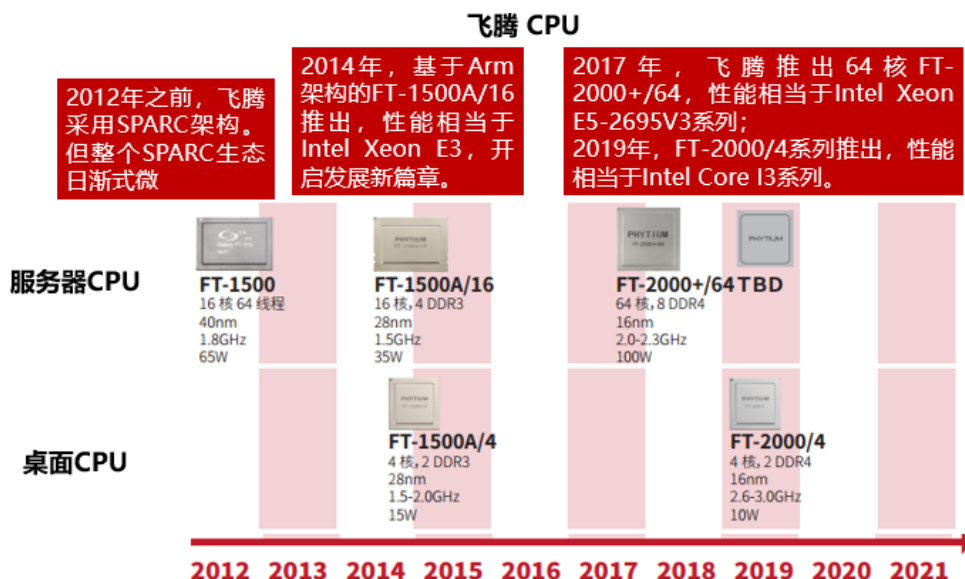 飞腾 CPU
2012年之前，飞腾
采用SPARC架构。
但整个SPARC生态
日渐式微
2014年，基于Arm
架构的FT-1500A/16
推出，性能相当于
Intel Xeon E3，开
启发展新篇章。
2017年，飞腾推出64核FT-
2000+/64，性能相当于Intel Xeon
E5-2695V3系列；
2019年，FT-2000/4系列推出，性能
相当于Intel Core I3系列。
服务器CPU
FT-1500
16 核 64 线程
40nm
1.8GHz
65W
PHYTIUM
FT-1500A/16
16 核，4 DDR3
28nm
1.5GHz
35W
PHYTIUM
FT-2000+/64
FT-2000+/64
64 核，8 DDR4
16nm
2.0-2.3GHz
100W
PHYTIUM
TBD
桌面CPU
PHYTIUM
FT-1500A/4
4 核，2 DDR3
28nm
1.5-2.0GHz
15W
PHYTIUM
FT-2000/4
4 核，2 DDR4
16nm
2.6-3.0GHz
10W
2012 2013 2014 2015 2016 2017 2018 2019 2020 2021